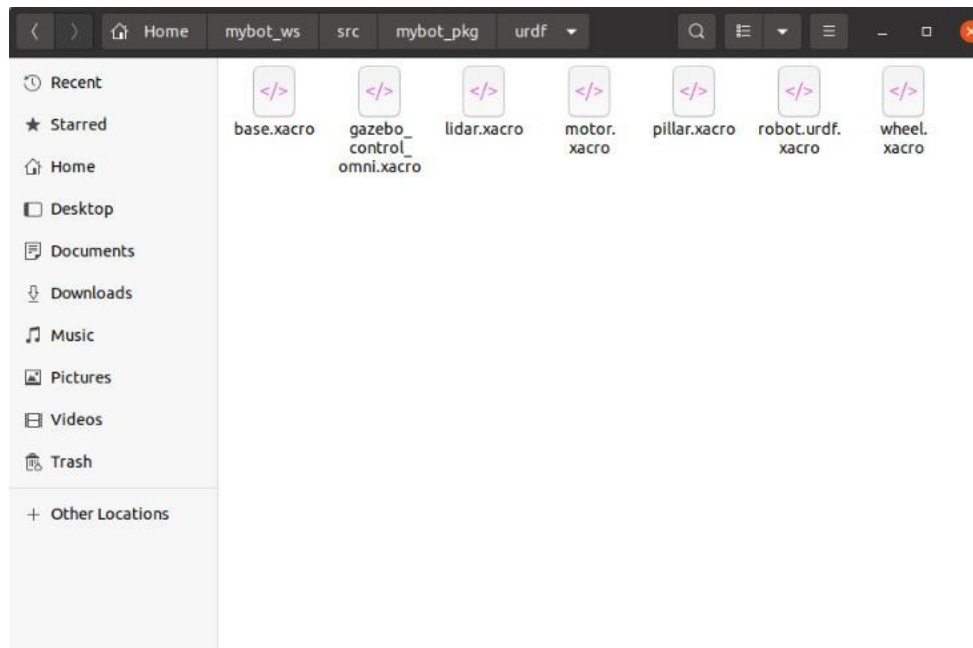 Home mybot_ws src mybot_pkg urdf
Recent
Starred
Home
Desktop
Documents
Downloads
Music
Pictures
Videos
Trash
+ Other Locations
</> </> </> </> </> </> </>
base.xacro gazebo_ lidar.xacro motor. pillar.xacro robot.urdf. wheel.
control_ xacro xacro xacro
omni.xacro